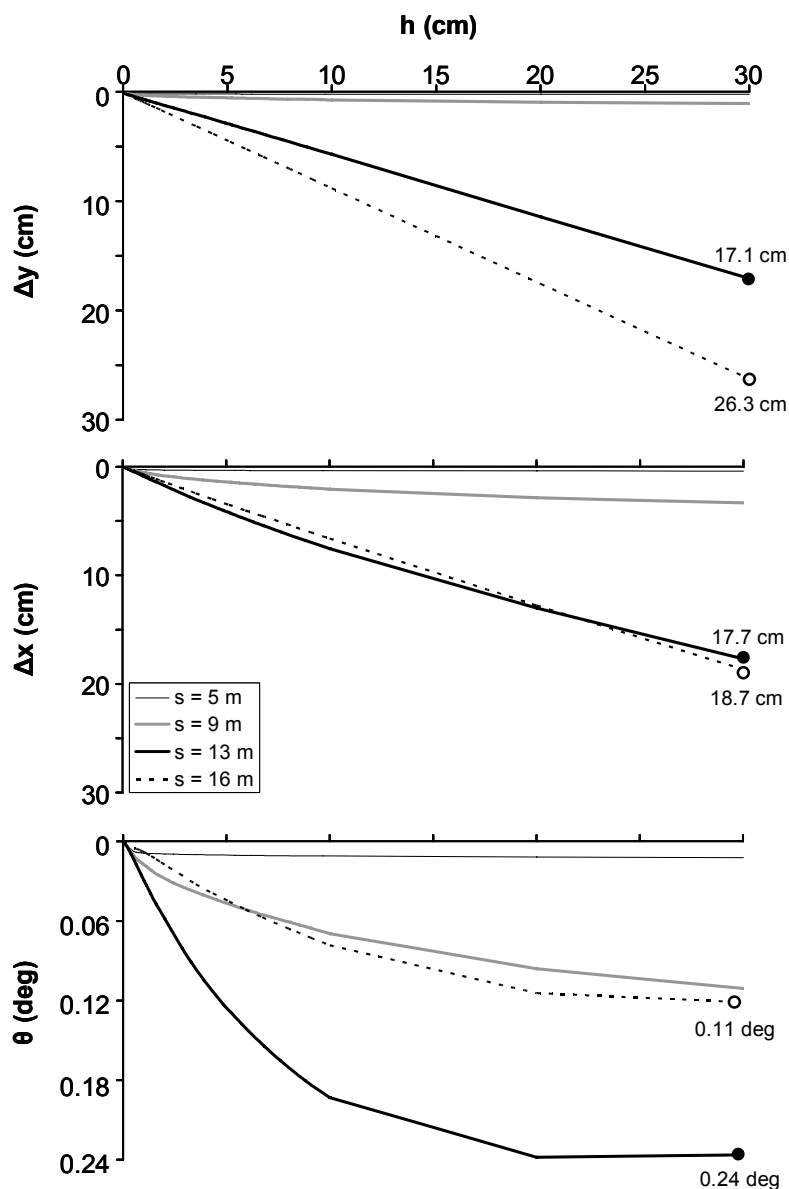 h (cm)
0 5 10 15 20 25 30
0
10
20
30
Δy (cm)
17.1 cm
26.3 cm
0
10
20
30
Δx (cm)
17.7 cm
18.7 cm
s = 5 m
s = 9 m
s = 13 m
s = 16 m
0
0.06
0.12
0.18
0.24
θ (deg)
0.11 deg
0.24 deg